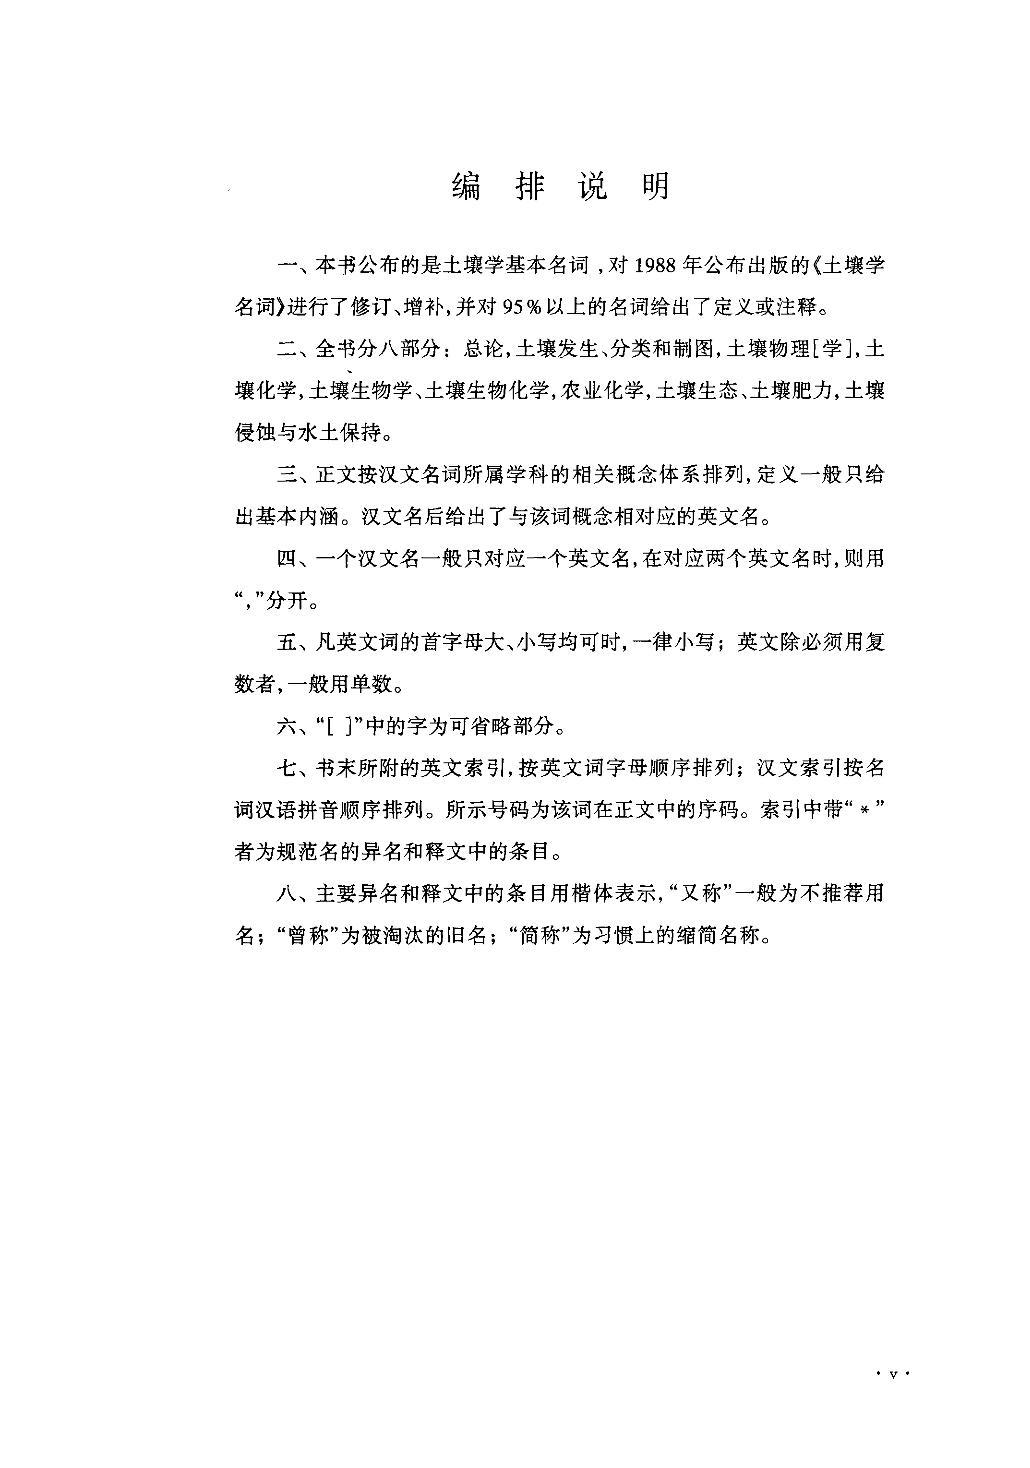 编 排 说 明
一、本书公布的是土壤学基本名词，对 1988 年公布出版的《土壤学
名词》进行了修订、增补，并对 95％以上的名词给出了定义或注释。
二、全书分八部分：总论，土壤发生、分类和制图，土壤物理[学]，土
壤化学，土壤生物学、土壤生物化学，农业化学，土壤生态、土壤肥力，土壤
侵蚀与水土保持。
三、正文按汉文名词所属学科的相关概念体系排列，定义一般只给
出基本内涵。汉文名后给出了与该词概念相对应的英文名。
四、一个汉文名一般只对应一个英文名，在对应两个英文名时，则用
“，”分开。
五、凡英文词的首字母大、小写均可时，一律小写；英文除必须用复
数者，一般用单数。
六、“[ ]”中的字为可省略部分。
七、书末所附的英文索引，按英文词字母顺序排列；汉文索引按名
词汉语拼音顺序排列。所示号码为该词在正文中的序码。索引中带“*”
者为规范名的异名和释文中的条目。
八、主要异名和释文中的条目用楷体表示，“又称”一般为不推荐用
名；“曾称”为被淘汰的旧名；“简称”为习惯上的缩简名称。
· v ·